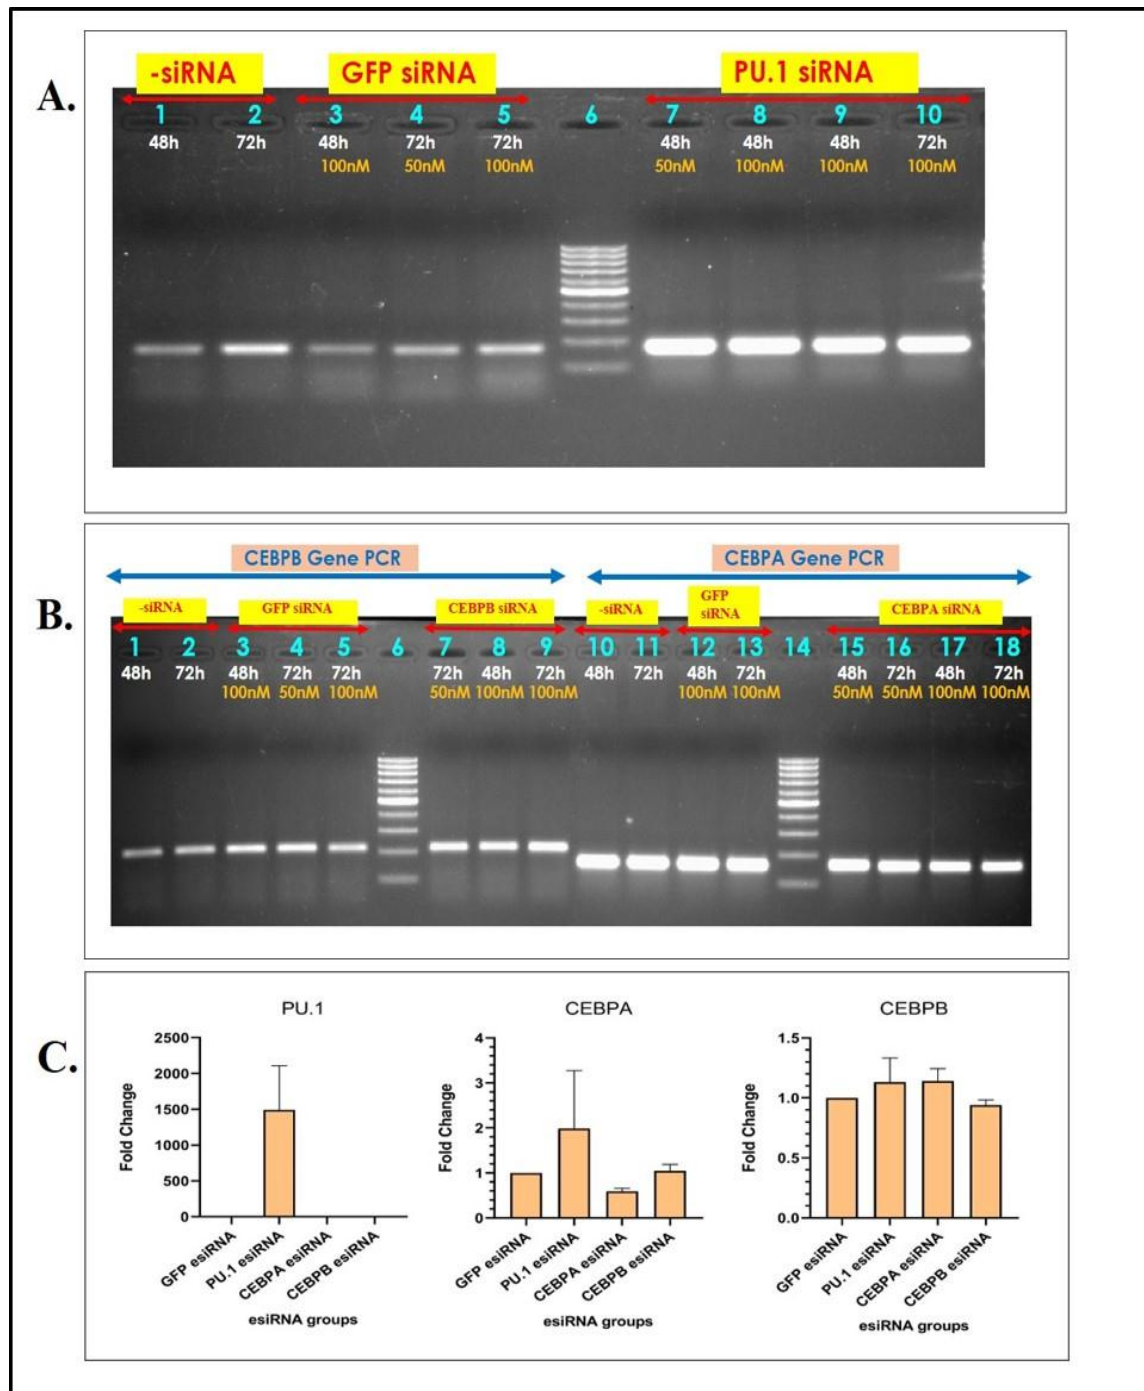 A.
-siRNA GFP siRNA PU.1 siRNA
1 2 3 4 5 6 7 8 9 10
48h 72h 48h 72h 72h 48h 48h 48h 72h
100nM 50nM 100nM 50nM 100nM 100nM 100nM
CEBPB Gene PCR CEBPA Gene PCR
B.
-siRNA GFP siRNA CEBPB siRNA -siRNA GFP siRNA CEBPA siRNA
1 2 3 4 5 6 7 8 9 10 11 12 13 14 15 16 17 18
48h 72h 48h 72h 72h 72h 48h 72h 48h 72h 48h 72h 48h 72h 48h 72h
100nM 50nM 100nM 50nM 100nM 100nM 100nM 100nM 50nM 50nM 100nM 100nM
C.
PU.1
2500
2000
1500
1000
500
0
Fold Change
GFP esiRNA
PU.1 esiRNA
CEBPA esiRNA
CEBPB esiRNA
esiRNA groups
CEBPA
4
3
2
1
0
Fold Change
GFP esiRNA
PU.1 esiRNA
CEBPA esiRNA
CEBPB esiRNA
esiRNA groups
CEBPB
1.5
1.0
0.5
0.0
Fold Change
GFP esiRNA
PU.1 esiRNA
CEBPA esiRNA
CEBPB esiRNA
esiRNA groups